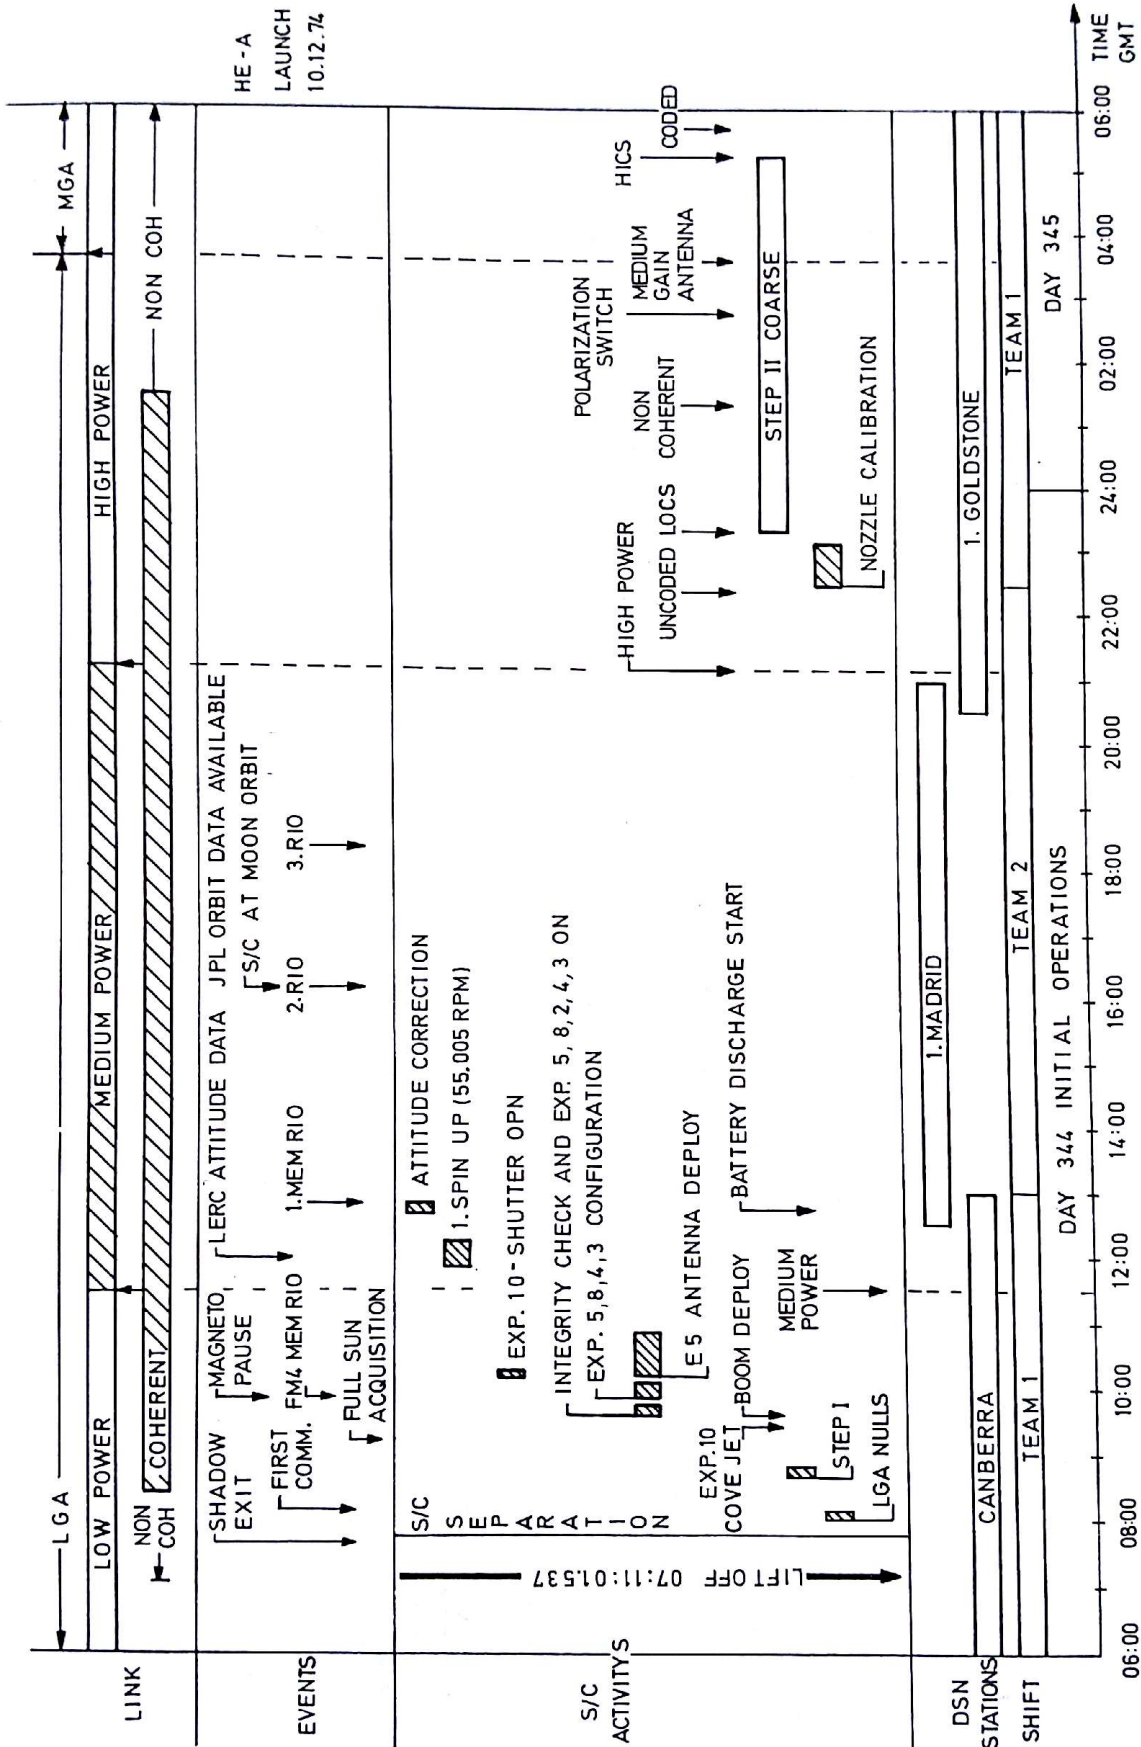 HE-A
LAUNCH
10.12.74
LINK
LGA
MGA
LOW POWER
MEDIUM POWER
HIGH POWER
NON
COH
COHERENT
NON COH
EVENTS
SHADOW
EXIT
MAGNETO
PAUSE
LERC ATTITUDE DATA
JPL ORBIT DATA AVAILABLE
S/C AT MOON ORBIT
FIRST
COMM.
FM4 MEM RIO
1.MEM RIO
2.RIO
3.RIO
FULL SUN
ACQUISITION
S/C
ACTIVITYS
LIFT OFF 07:11:01.537
S/C
SEPARATION
ATTITUDE CORRECTION
1. SPIN UP (55.005 RPM)
EXP. 10-SHUTTER OPN
INTEGRITY CHECK AND EXP. 5, 8, 2, 4, 3 ON
EXP. 5,8,4,3 CONFIGURATION
E5 ANTENNA DEPLOY
EXP.10
COVE JET
BOOM DEPLOY
BATTERY DISCHARGE START
MEDIUM
POWER
STEP I
LGA NULLS
HIGH POWER
UNCODED LOCS
NON
COHERENT
POLARIZATION
SWITCH
MEDIUM
GAIN
ANTENNA
HICS
CODED
STEP II COARSE
NOZZLE CALIBRATION
DSN
STATIONS
CANBERRA
1.MADRID
1. GOLDSTONE
SHIFT
TEAM 1
TEAM 2
TEAM 1
DAY 344 INITIAL OPERATIONS
DAY 345
06:00
08:00
10:00
12:00
14:00
16:00
18:00
20:00
22:00
24:00
02:00
04:00
06:00
TIME
GMT